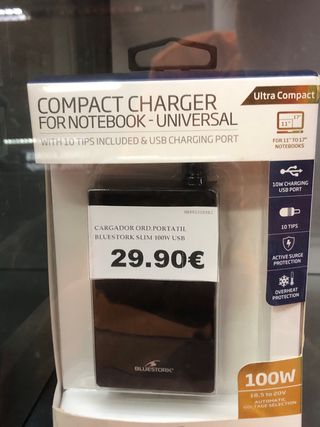 Ultra Compact
COMPACT CHARGER
FOR NOTEBOOK - UNIVERSAL
WITH 10 TIPS INCLUDED & USB CHARGING PORT
11"
17"
FOR 11" TO 17"
NOTEBOOKS
10W CHARGING
USB PORT
10 TIPS
ACTIVE SURGE
PROTECTION
OVERHEAT
PROTECTION
CARGADOR ORD.PORTATIL
BLUESTORK SLIM 100W USB
29.90€
BLUESTORK
100W
18.5 to 20V
AUTOMATIC
VOLTAGE SELECTION